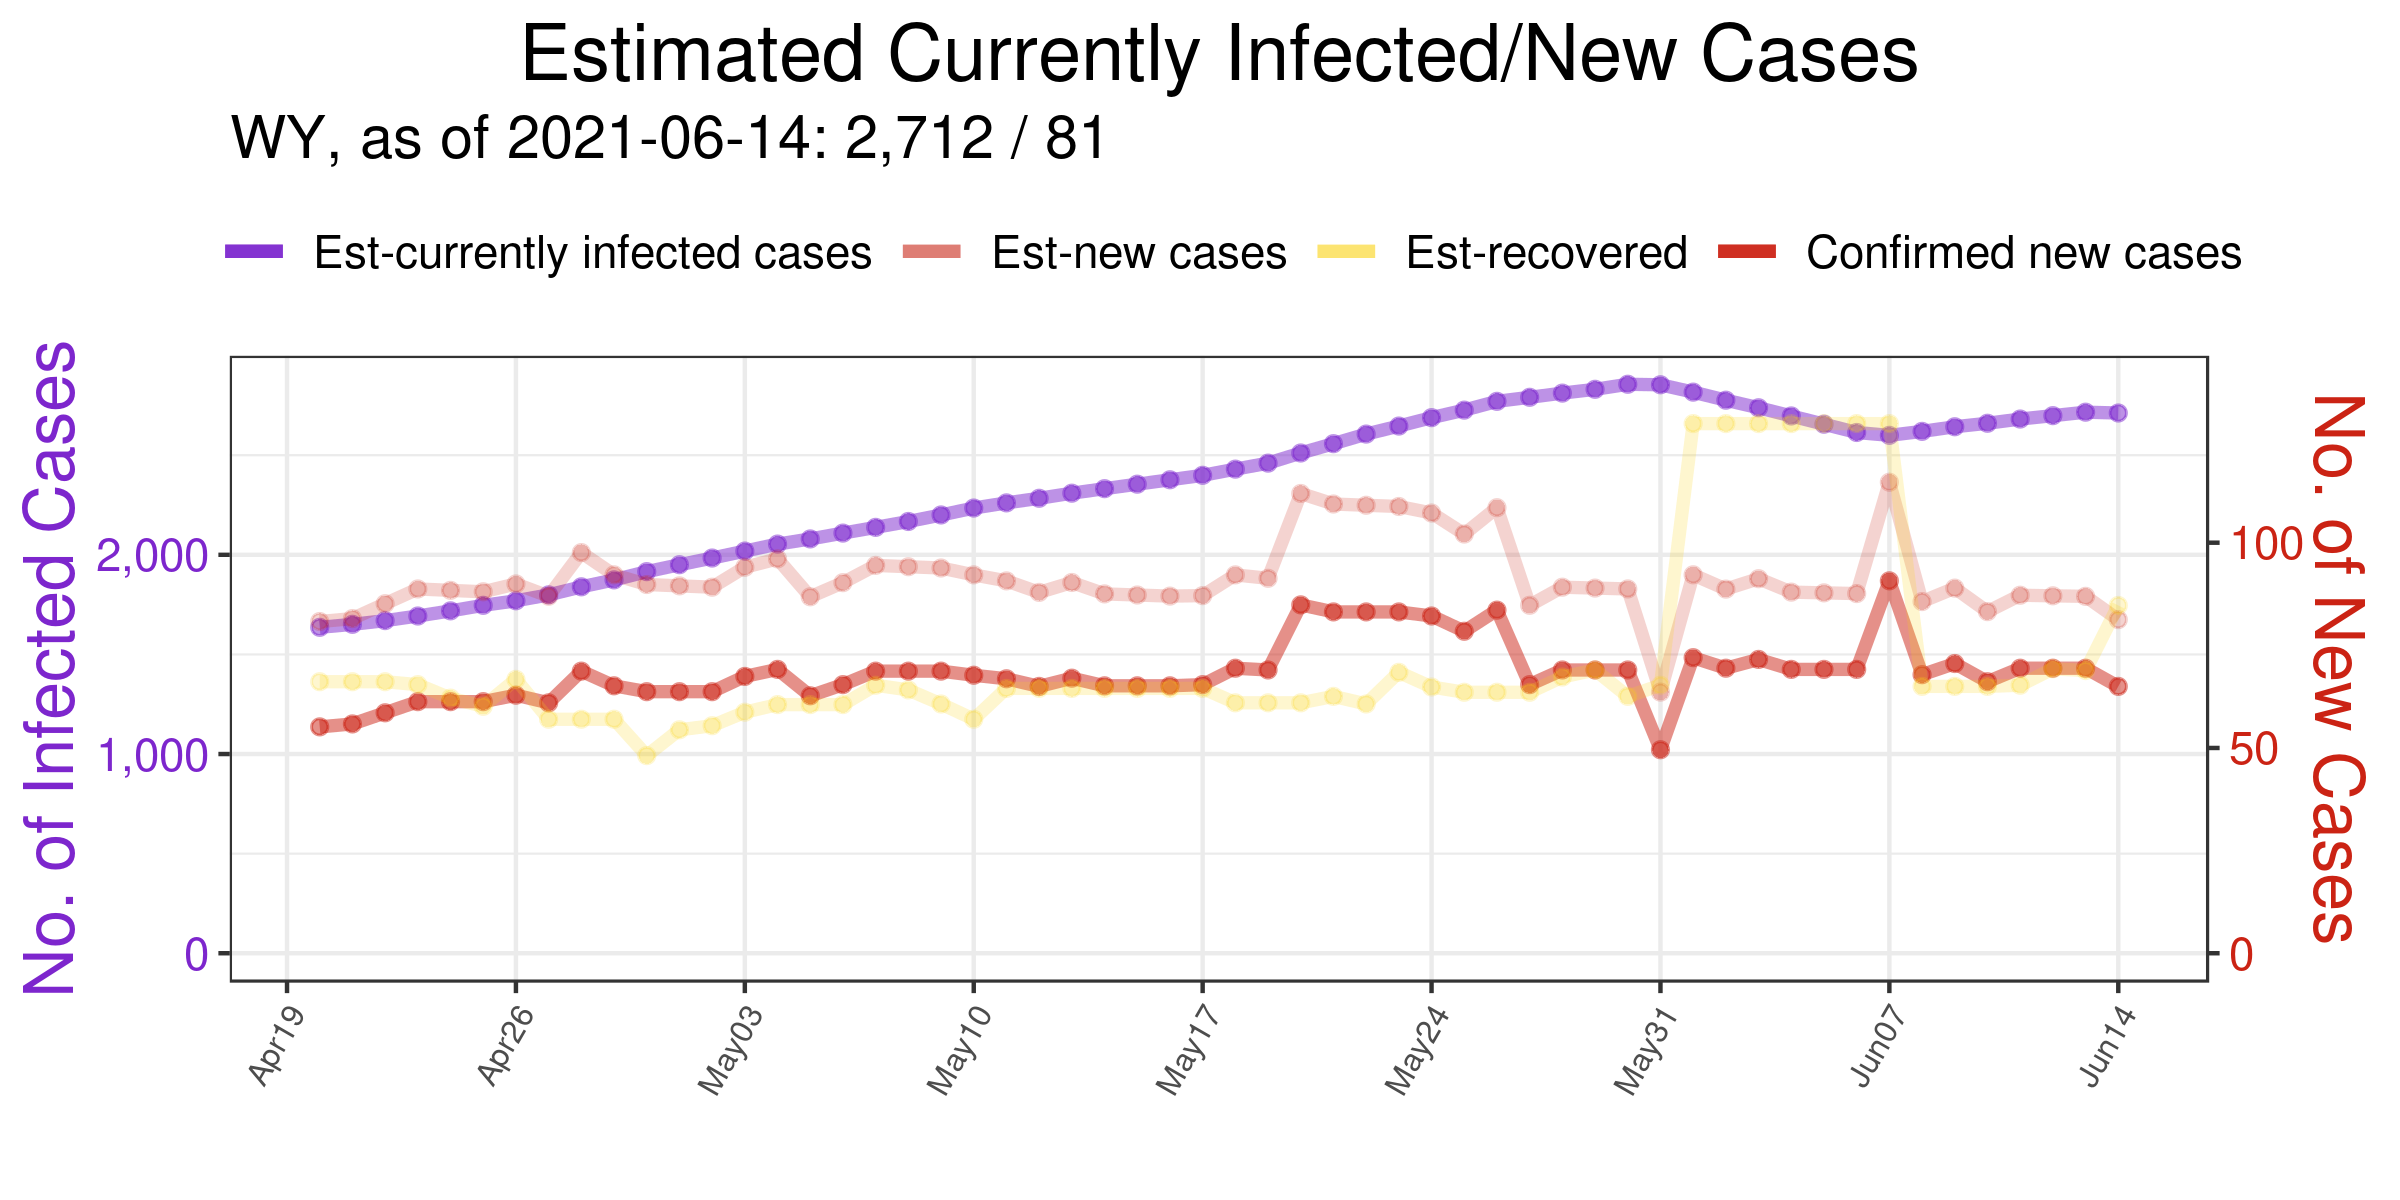 Estimated Currently Infected/New Cases
WY, as of 2021-06-14: 2,712 / 81
Est-currently infected cases Est-new cases Est-recovered Confirmed new cases
No. of Infected Cases
2,000
1,000
0
No. of New Cases
100
50
0
Apr19 Apr26 May03 May10 May17 May24 May31 Jun07 Jun14